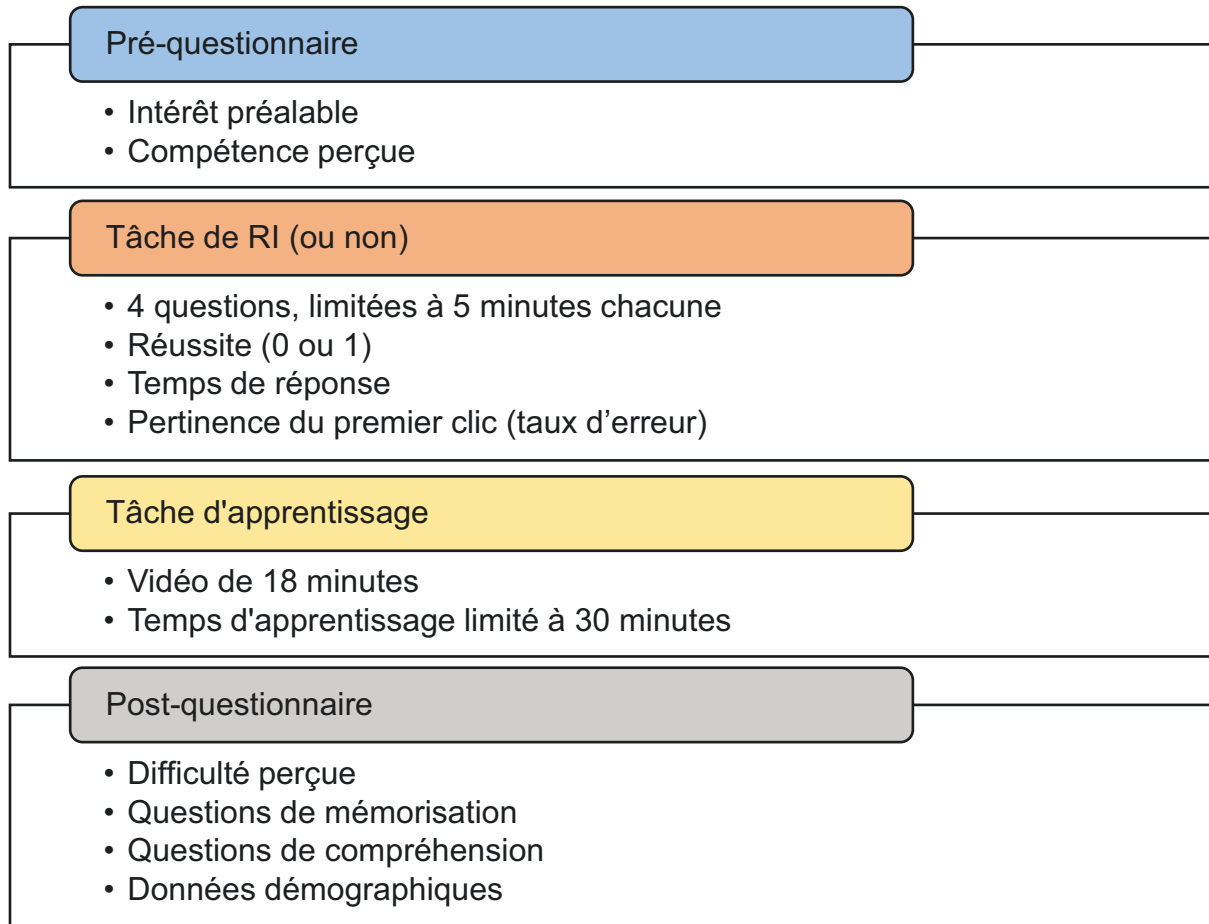 Pré-questionnaire
• Intérêt préalable
• Compétence perçue
Tâche de RI (ou non)
• 4 questions, limitées à 5 minutes chacune
• Réussite (0 ou 1)
• Temps de réponse
• Pertinence du premier clic (taux d’erreur)
Tâche d'apprentissage
• Vidéo de 18 minutes
• Temps d'apprentissage limité à 30 minutes
Post-questionnaire
• Difficulté perçue
• Questions de mémorisation
• Questions de compréhension
• Données démographiques